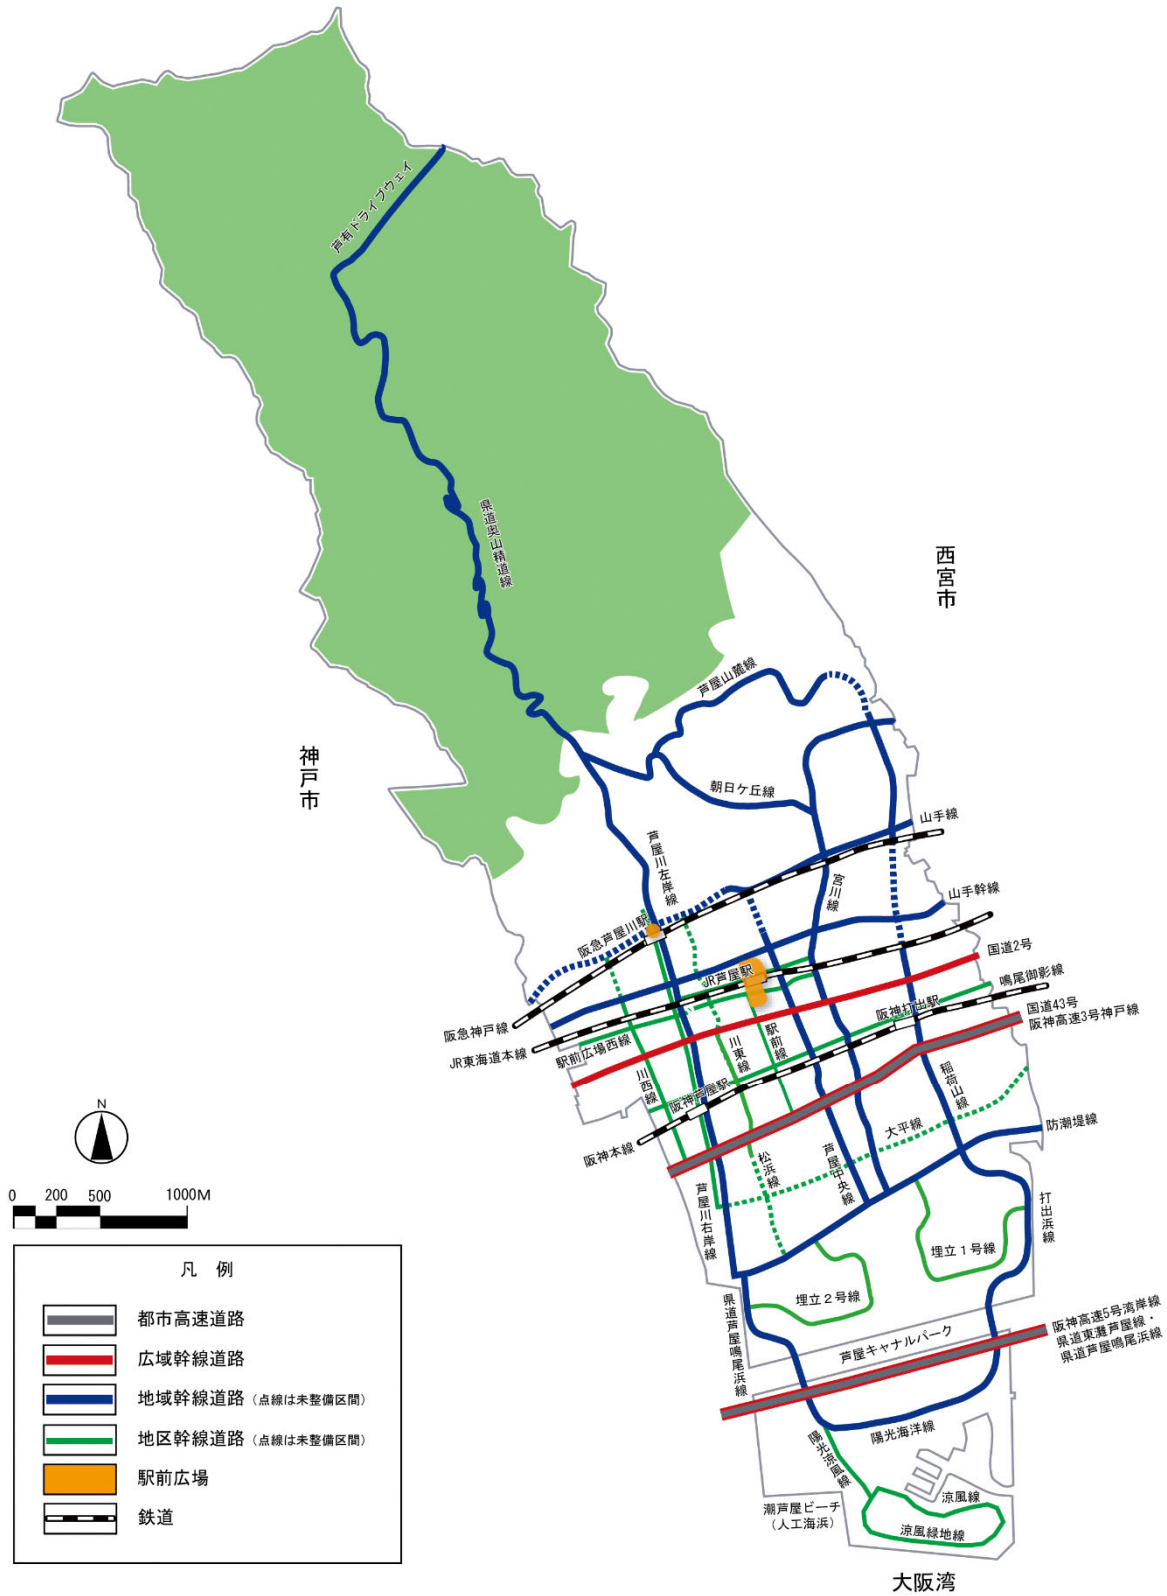 芦有ドライブウェイ
県道奥山精道線
西宮市
芦屋山麓線
神戸市
朝日ケ丘線
山手線
芦屋川左岸線
宮川線
山手幹線
阪急芦屋川駅
国道2号
JR芦屋駅
鳴尾御影線
阪神打出駅
国道43号
阪神高速3号神戸線
阪急神戸線
JR東海道本線
駅前広場西線
川西線
川東線
駅前線
阪神芦屋駅
稲荷山線
大平線
防潮堤線
阪神本線
松浜線
芦屋中央線
芦屋川右岸線
打出浜線
埋立1号線
埋立2号線
県道芦屋鳴尾浜線
芦屋キャナルパーク
阪神高速5号湾岸線・
県道東灘芦屋線・
県道芦屋鳴尾浜線
陽光海洋線
陽光涼風線
涼風線
潮芦屋ビーチ
(人工海浜)
涼風緑地線
大阪湾
N
0 200 500 1000M
凡 例
都市高速道路
広域幹線道路
地域幹線道路(点線は未整備区間)
地区幹線道路(点線は未整備区間)
駅前広場
鉄道